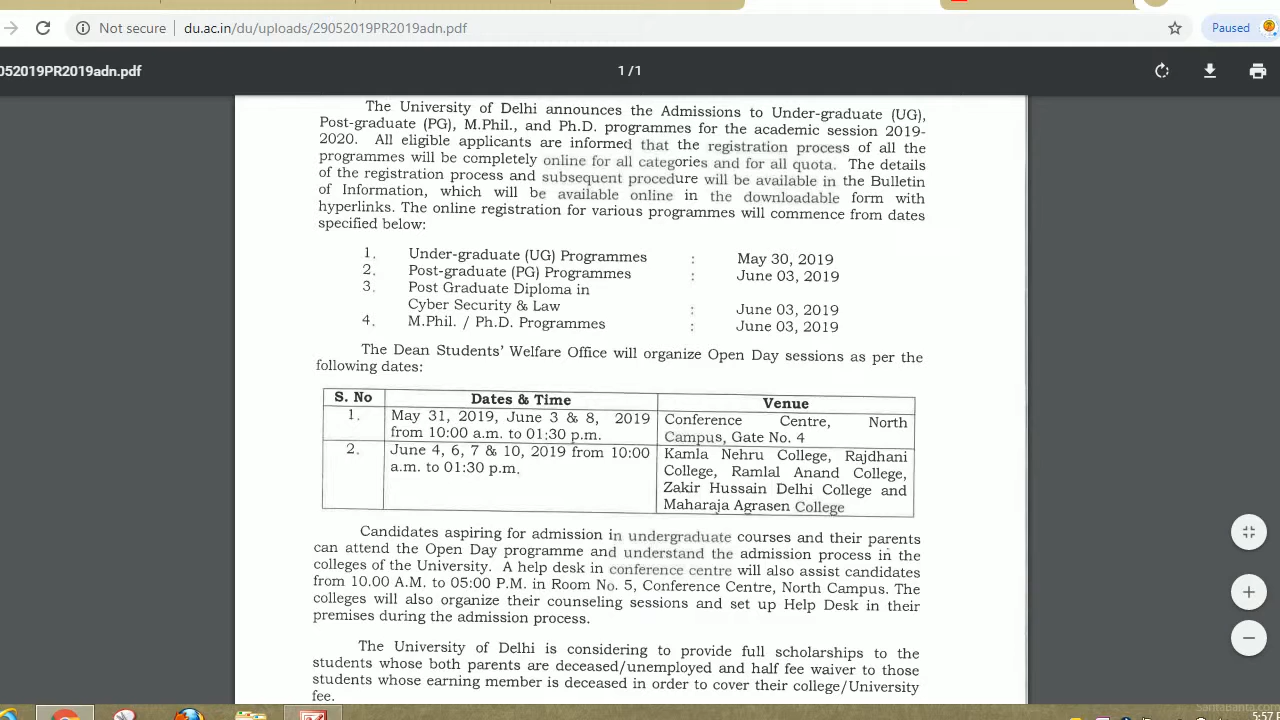 Not secure
du.ac.in/du/uploads/29052019PR2019adn.pdf
Paused
052019PR2019adn.pdf
1 / 1
The University of Delhi announces the Admissions to Under-graduate (UG),
Post-graduate (PG), M.Phil., and Ph.D. programmes for the academic session 2019-
2020. All eligible applicants are informed that the registration process of all the
programmes will be completely online for all categories and for all quota. The details
of the registration process and subsequent procedure will be available in the Bulletin
of Information, which will be available online in the downloadable form with
hyperlinks. The online registration for various programmes will commence from dates
specified below:
1. Under-graduate (UG) Programmes : May 30, 2019
2. Post-graduate (PG) Programmes : June 03, 2019
3. Post Graduate Diploma in
Cyber Security & Law : June 03, 2019
4. M.Phil. / Ph.D. Programmes : June 03, 2019
The Dean Students' Welfare Office will organize Open Day sessions as per the
following dates:
S. No Dates & Time Venue
1. May 31, 2019, June 3 & 8, 2019 Conference Centre, North
from 10:00 a.m. to 01:30 p.m. Campus, Gate No. 4
2. June 4, 6, 7 & 10, 2019 from 10:00 Kamla Nehru College, Rajdhani
a.m. to 01:30 p.m. College, Ramlal Anand College,
Zakir Hussain Delhi College and
Maharaja Agrasen College
Candidates aspiring for admission in undergraduate courses and their parents
can attend the Open Day programme and understand the admission process in the
colleges of the University. A help desk in conference centre will also assist candidates
from 10.00 A.M. to 05:00 P.M. in Room No. 5, Conference Centre, North Campus. The
colleges will also organize their counseling sessions and set up Help Desk in their
premises during the admission process.
The University of Delhi is considering to provide full scholarships to the
students whose both parents are deceased/unemployed and half fee waiver to those
students whose earning member is deceased in order to cover their college/University
fee.
SantaBanta.com
5:57 P